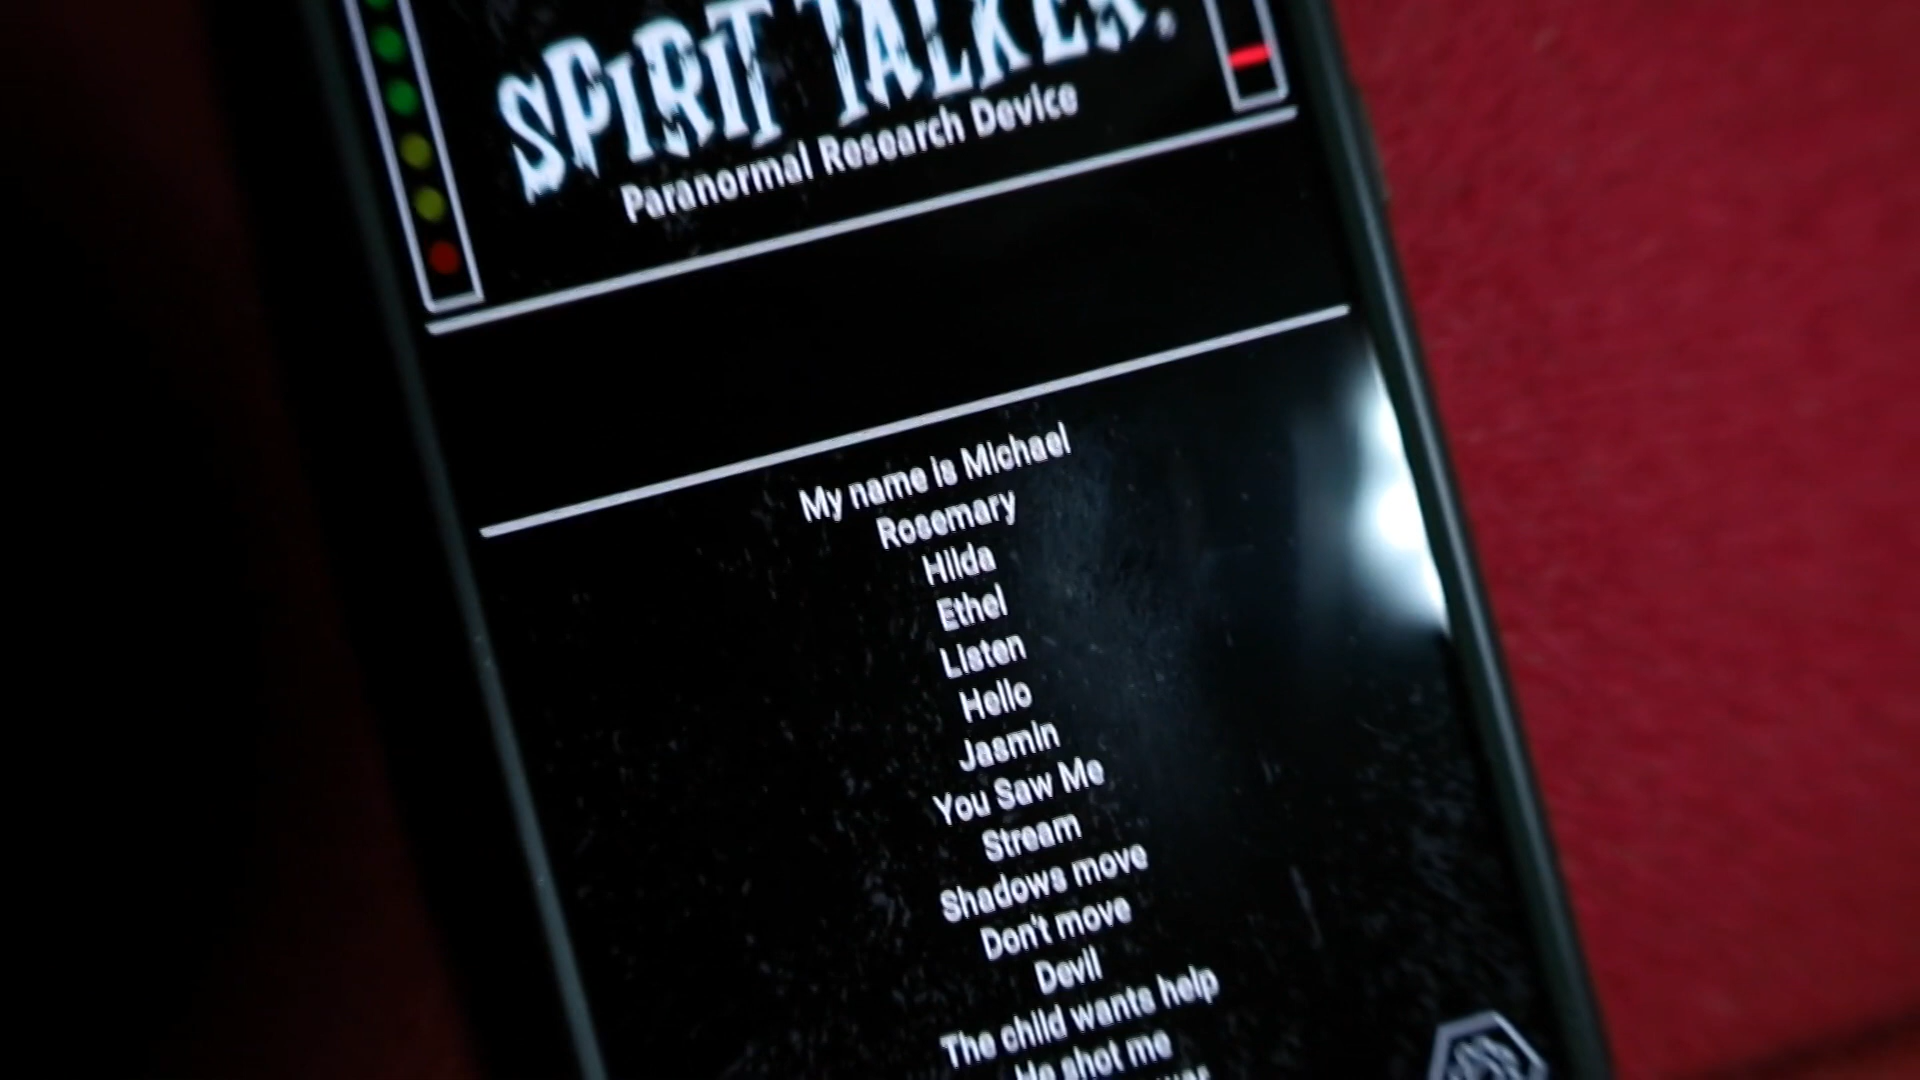 SPIRIT TALKER.
Paranormal Research Device
My name is Michael
Rosemary
Hilda
Ethel
Listen
Hello
Jasmin
You Saw Me
Stream
Shadows move
Don't move
Devil
The child wants help
He shot me